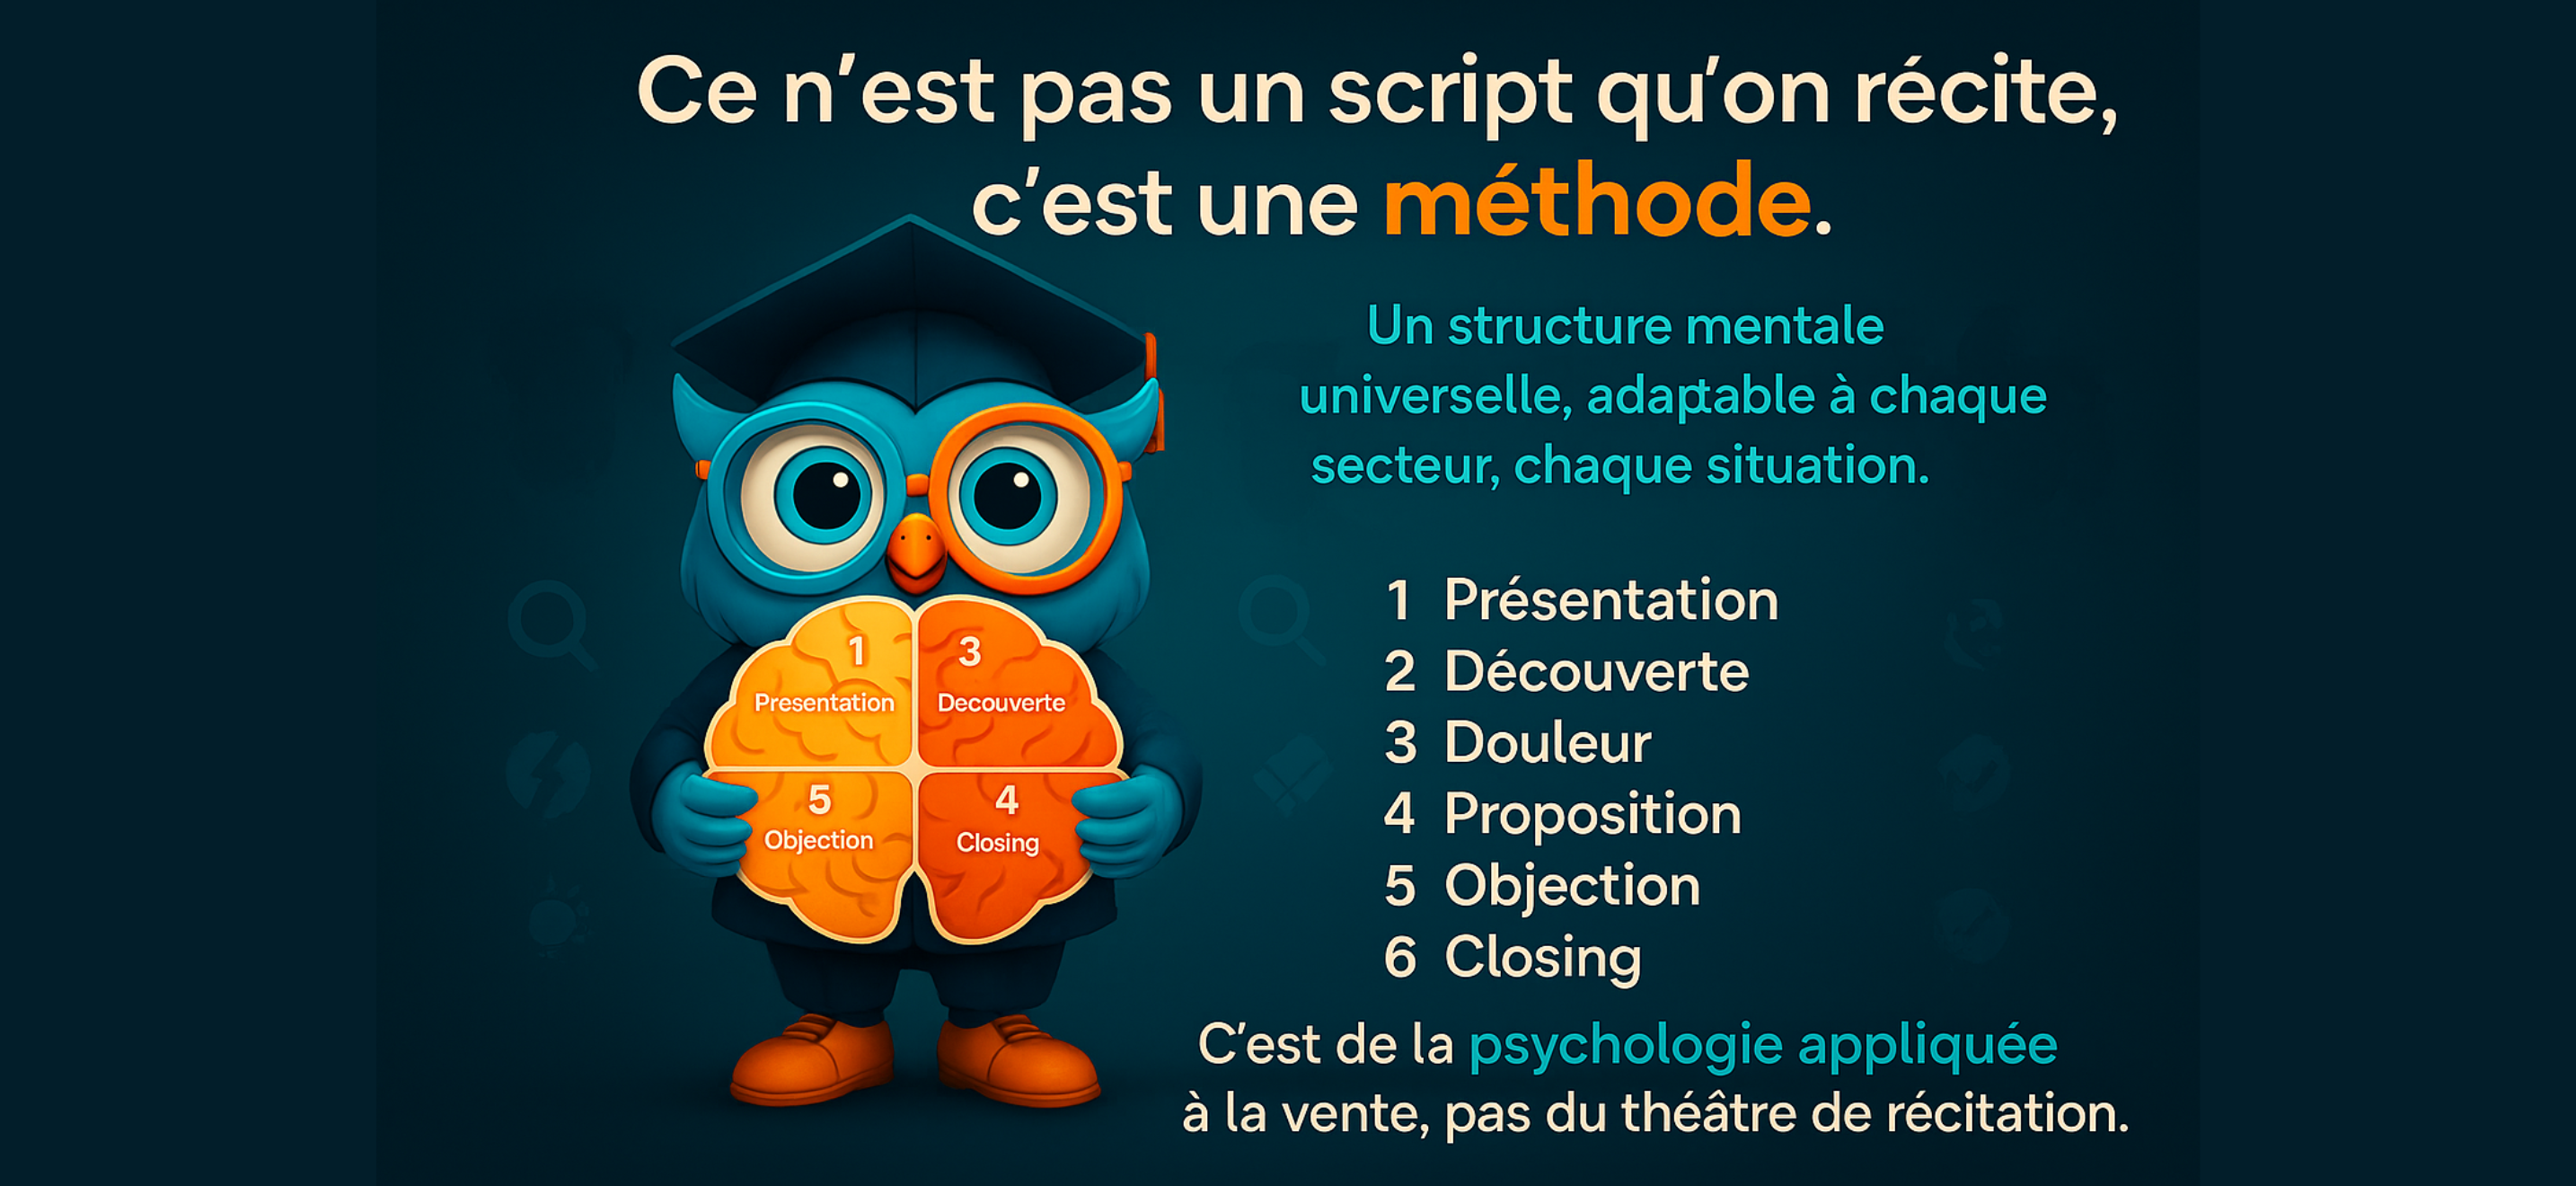 Ce n’est pas un script qu’on récite,
c’est une méthode.
Un structure mentale
universelle, adaptable à chaque
secteur, chaque situation.
1 Présentation
2 Découverte
3 Douleur
4 Proposition
5 Objection
6 Closing
1
Presentation
3
Decouverte
5
Objection
4
Closing
C’est de la psychologie appliquée
à la vente, pas du théâtre de récitation.